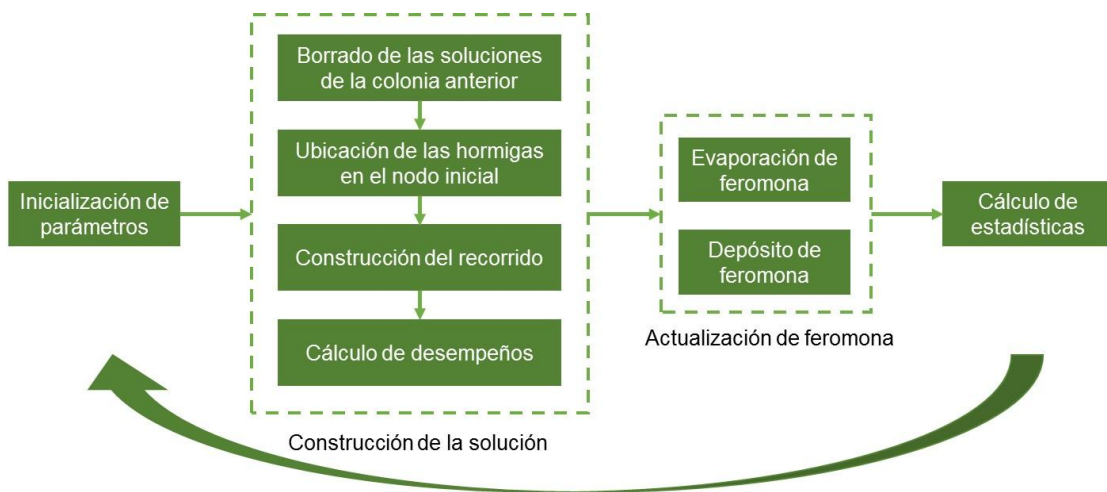 Inicialización de
parámetros
Borrado de las soluciones
de la colonia anterior
Ubicación de las hormigas
en el nodo inicial
Construcción del recorrido
Cálculo de desempeños
Construcción de la solución
Evaporación de
feromona
Depósito de
feromona
Actualización de feromona
Cálculo de
estadísticas